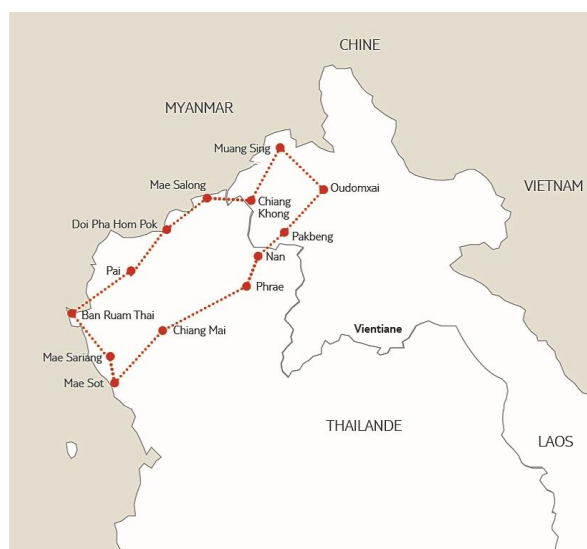 CHINE
MYANMAR
Muang Sing
Mae Salong
Oudomxai
VIETNAM
Chiang
Khong
Doi Pha Hom Pok
Pakbeng
Nan
Pai
Phrae
Ban Ruam Thai
Chiang Mai
Vientiane
Mae Sariang
Mae Sot
THAILANDE
LAOS